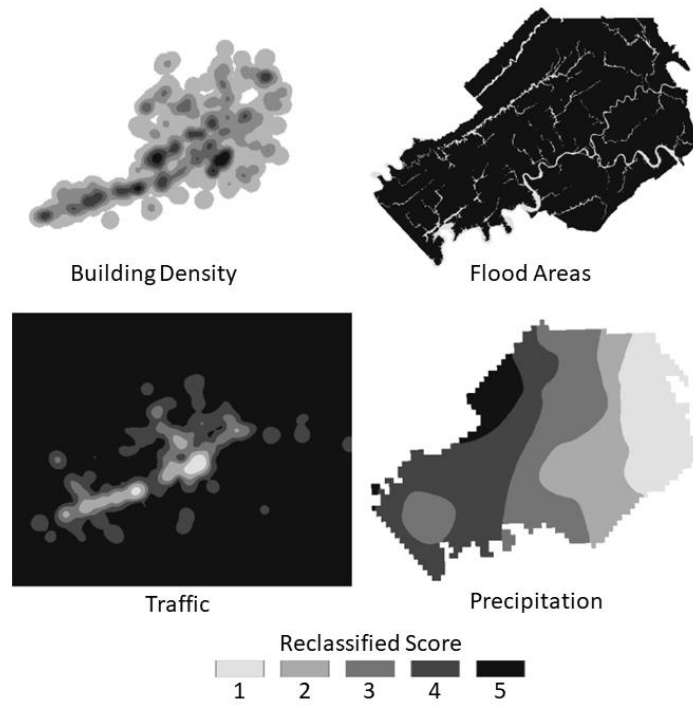 Building Density
Flood Areas
Traffic
Precipitation
Reclassified Score
1 2 3 4 5